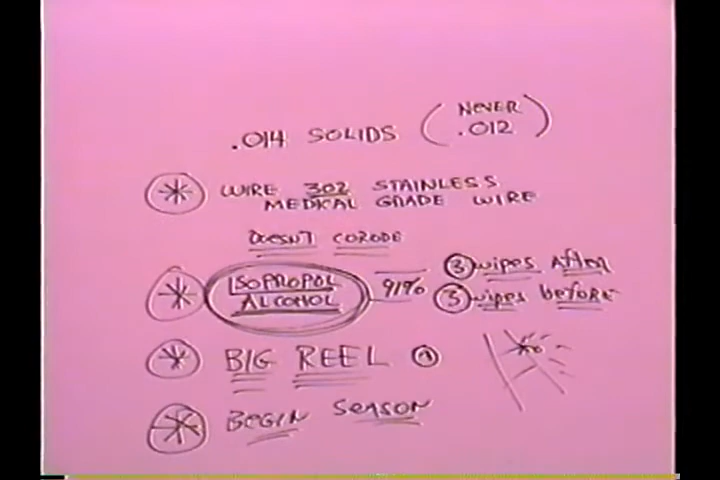 .014 SOLIDS (NEVER .012)
WIRE 302 STAINLESS
MEDICAL GRADE WIRE
DOESNT CORODE
ISOPROPOL
ALCOHOL
91%
3 wipes After
3 wipes before
BIG REEL 1
BEGIN SEASON